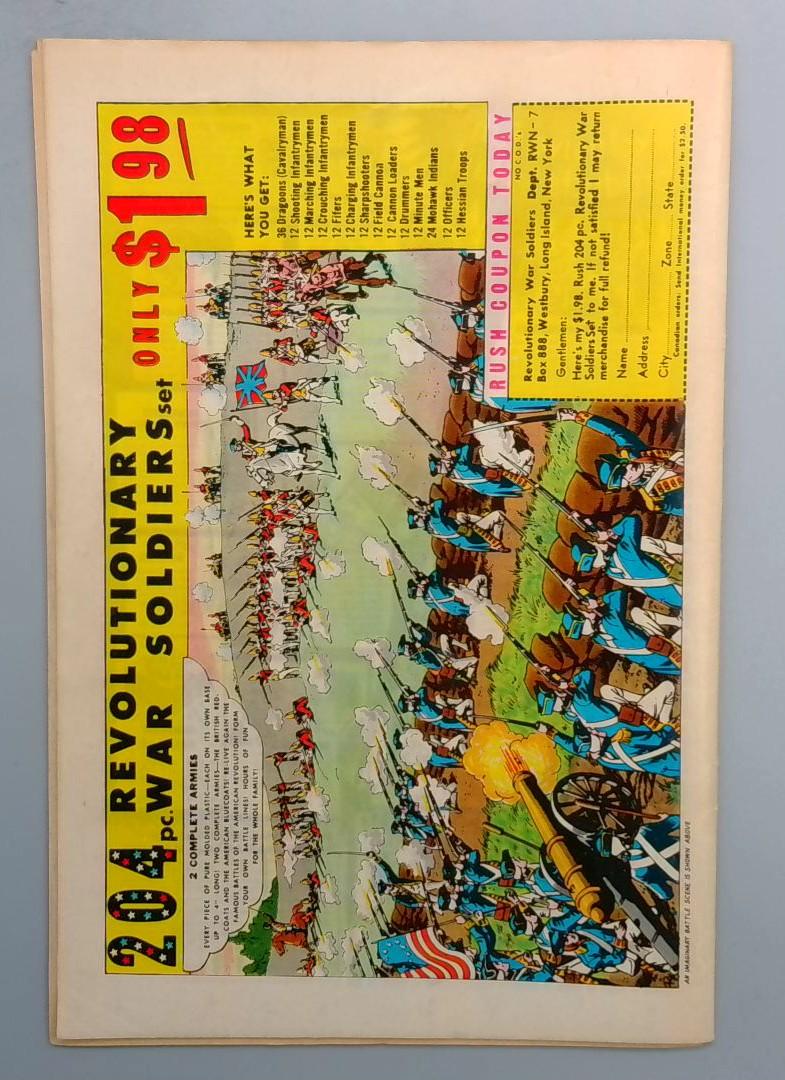 204 pc. REVOLUTIONARY
WAR SOLDIERS set
ONLY $1 98
2 COMPLETE ARMIES
EVERY PIECE OF PURE MOLDED PLASTIC—EACH ON ITS OWN BASE
UP TO 4" LONG! TWO COMPLETE ARMIES—THE BRITISH RED-
COATS AND THE AMERICAN BLUECOATS! RE-LIVE AGAIN THE
FAMOUS BATTLES OF THE AMERICAN REVOLUTION! FORM
YOUR OWN BATTLE LINES! HOURS OF FUN
FOR THE WHOLE FAMILY!
HERE'S WHAT
YOU GET:
36 Dragoons (Cavalryman)
12 Shooting Infantrymen
12 Marching Infantrymen
12 Crouching Infantrymen
12 Fifers
12 Charging Infantrymen
12 Sharpshooters
12 Field Cannon
12 Cannon Loaders
12 Drummers
12 Minute Men
24 Mohawk Indians
12 Officers
12 Hessian Troops
RUSH COUPON TODAY
NO C.O.D.'s
Revolutionary War Soldiers Dept. RWN-7
Box 888, Westbury, Long Island, New York
Gentlemen:
Here's my $1.98. Rush 204 pc. Revolutionary War
Soldiers Set to me. If not satisfied I may return
merchandise for full refund!
Name
Address
City Zone State
Canadian orders: Send International money order for $2.50.
AN IMAGINARY BATTLE SCENE IS SHOWN ABOVE